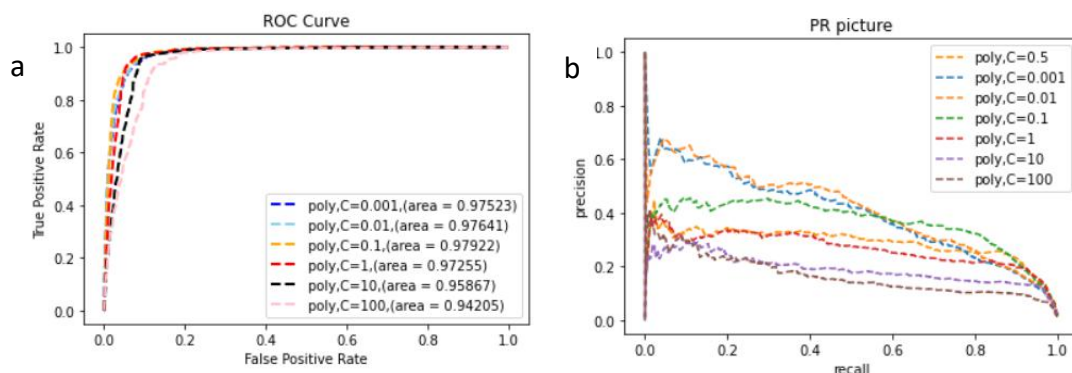 a
ROC Curve
True Positive Rate
1.0
0.8
0.6
0.4
0.2
0.0
poly,C=0.001,(area = 0.97523)
poly,C=0.01,(area = 0.97641)
poly,C=0.1,(area = 0.97922)
poly,C=1,(area = 0.97255)
poly,C=10,(area = 0.95867)
poly,C=100,(area = 0.94205)
0.0 0.2 0.4 0.6 0.8 1.0
False Positive Rate
b
PR picture
precision
1.0
0.8
0.6
0.4
0.2
0.0
poly,C=0.5
poly,C=0.001
poly,C=0.01
poly,C=0.1
poly,C=1
poly,C=10
poly,C=100
0.0 0.2 0.4 0.6 0.8 1.0
recall